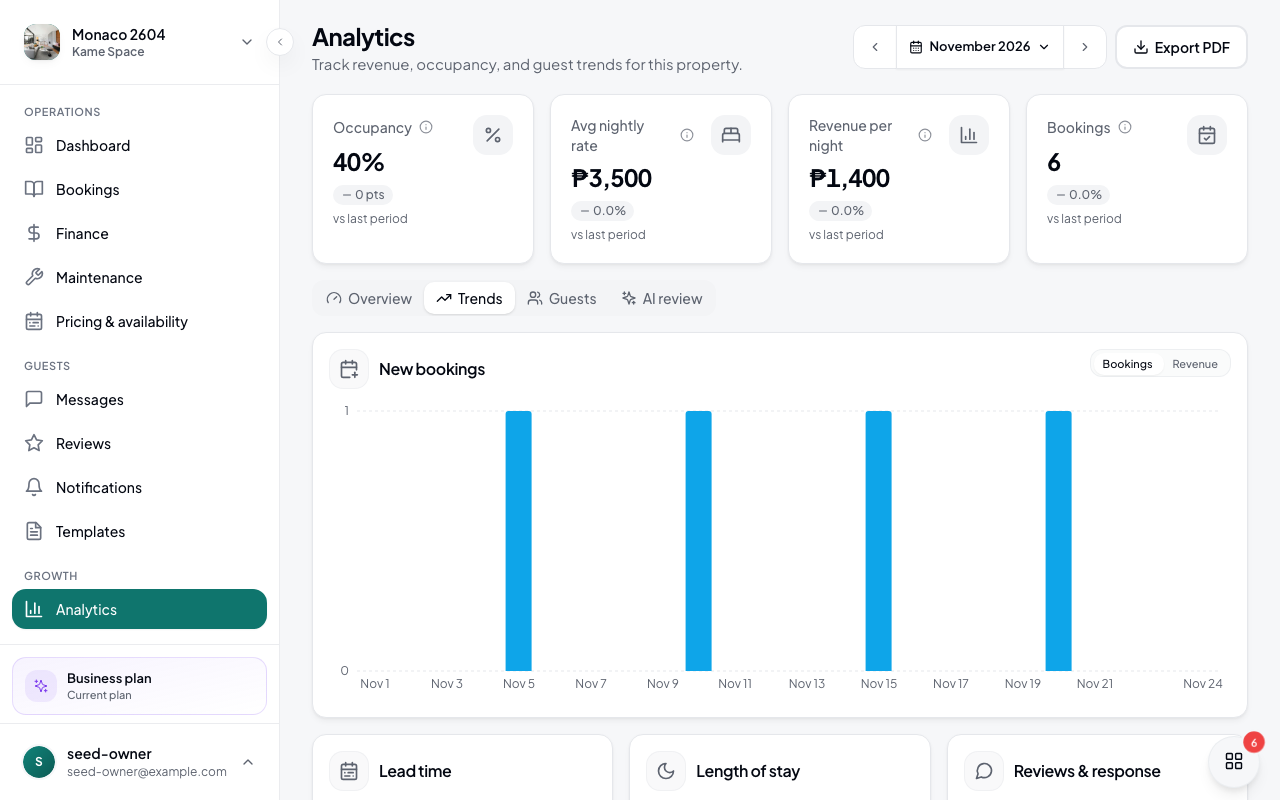 Monaco 2604
Kame Space
OPERATIONS
Dashboard
Bookings
Finance
Maintenance
Pricing & availability
GUESTS
Messages
Reviews
Notifications
Templates
GROWTH
Analytics
Business plan
Current plan
S
seed-owner
seed-owner@example.com
Analytics
Track revenue, occupancy, and guest trends for this property.
November 2026
Export PDF
Occupancy
40%
— 0 pts
vs last period
Avg nightly
rate
₱3,500
— 0.0%
vs last period
Revenue per
night
₱1,400
— 0.0%
vs last period
Bookings
6
— 0.0%
vs last period
Overview
Trends
Guests
AI review
New bookings
Bookings
Revenue
1
0
Nov 1
Nov 3
Nov 5
Nov 7
Nov 9
Nov 11
Nov 13
Nov 15
Nov 17
Nov 19
Nov 21
Nov 24
Lead time
Length of stay
Reviews & response
6